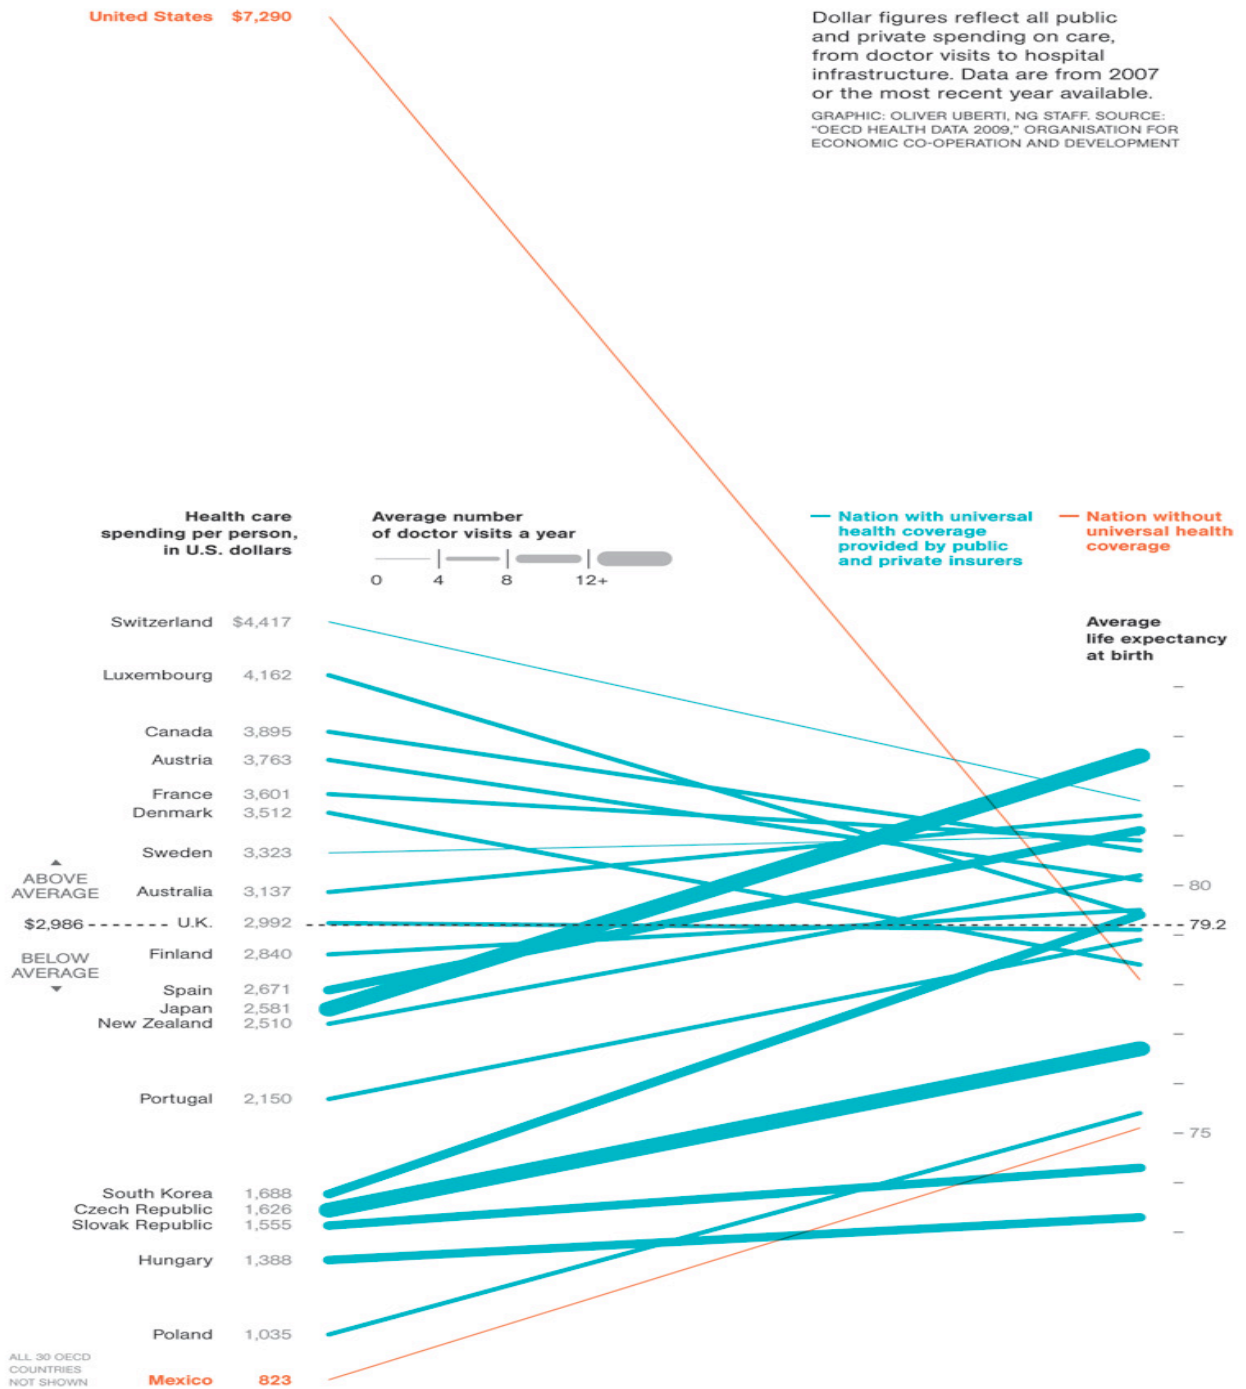 United States $7,290
Dollar figures reflect all public
and private spending on care,
from doctor visits to hospital
infrastructure. Data are from 2007
or the most recent year available.
GRAPHIC: OLIVER UBERTI, NG STAFF. SOURCE:
"OECD HEALTH DATA 2009," ORGANISATION FOR
ECONOMIC CO-OPERATION AND DEVELOPMENT
Health care
spending per person,
in U.S. dollars
Average number
of doctor visits a year
0 4 8 12+
Nation with universal
health coverage
provided by public
and private insurers
Nation without
universal health
coverage
Average
life expectancy
at birth
Switzerland $4,417
Luxembourg 4,162
Canada 3,895
Austria 3,763
France 3,601
Denmark 3,512
Sweden 3,323
ABOVE
AVERAGE
Australia 3,137
80
$2,986
U.K. 2,992
79.2
BELOW
AVERAGE
Finland 2,840
Spain 2,671
Japan 2,581
New Zealand 2,510
Portugal 2,150
75
South Korea 1,688
Czech Republic 1,626
Slovak Republic 1,555
Hungary 1,388
Poland 1,035
ALL 30 OECD
COUNTRIES
NOT SHOWN
Mexico 823